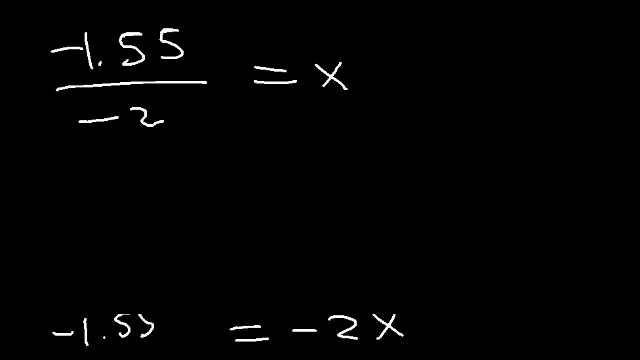 -1.55
-2
= x
-1.55 = -2x